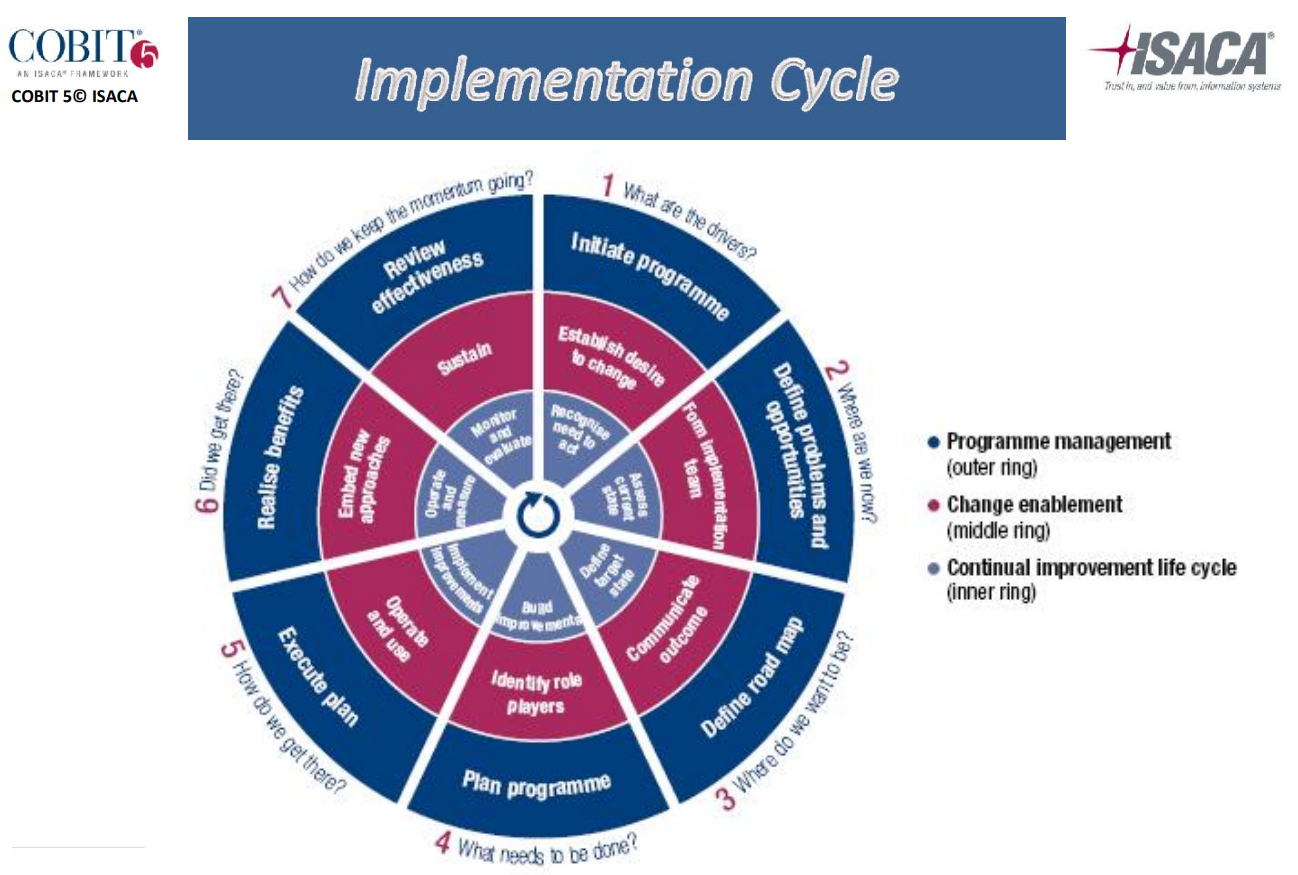 COBIT® 5
AN ISACA® FRAMEWORK
COBIT 5© ISACA
Implementation Cycle
ISACA®
Trust in, and value from, information systems
1 What are the drivers?
Initiate programme
Establish desire
to change
Recognise
need to
act
2 Where are we now?
Define problems and
opportunities
Form implementation
team
Assess
current
state
3 Where do we want to be?
Define road map
Communicate
outcome
Define
target
state
4 What needs to be done?
Plan programme
Identify role
players
Build
improvements
5 How do we get there?
Execute plan
Operate
and use
Implement
improvements
6 Did we get there?
Realise benefits
Embed new
approaches
Operate
and
measure
7 How do we keep the momentum going?
Review
effectiveness
Sustain
Monitor
and
evaluate
Programme management
(outer ring)
Change enablement
(middle ring)
Continual improvement life cycle
(inner ring)